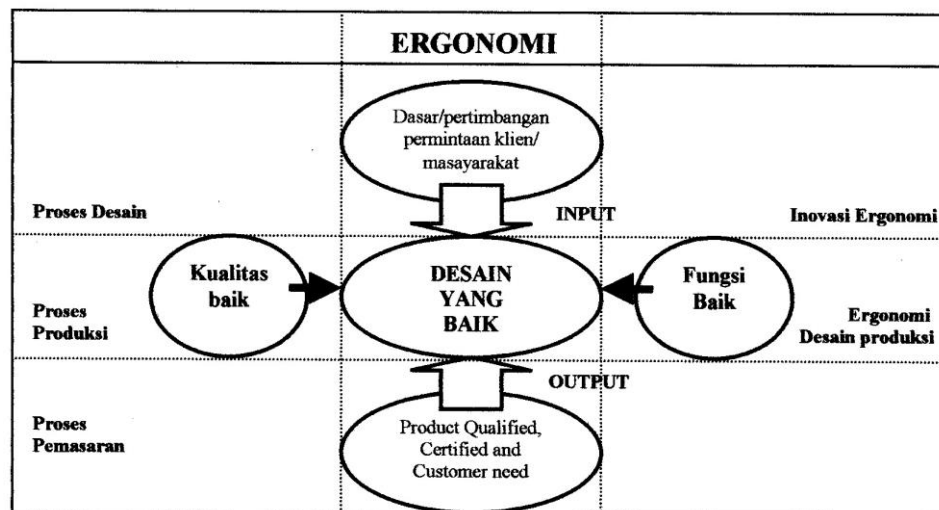 ERGONOMI
Dasar/pertimbangan
permintaan klien/
masayarakat
Proses Desain
INPUT
Inovasi Ergonomi
Kualitas
baik
DESAIN
YANG
BAIK
Fungsi
Baik
Proses
Produksi
Ergonomi
Desain produksi
OUTPUT
Proses
Pemasaran
Product Qualified,
Certified and
Customer need